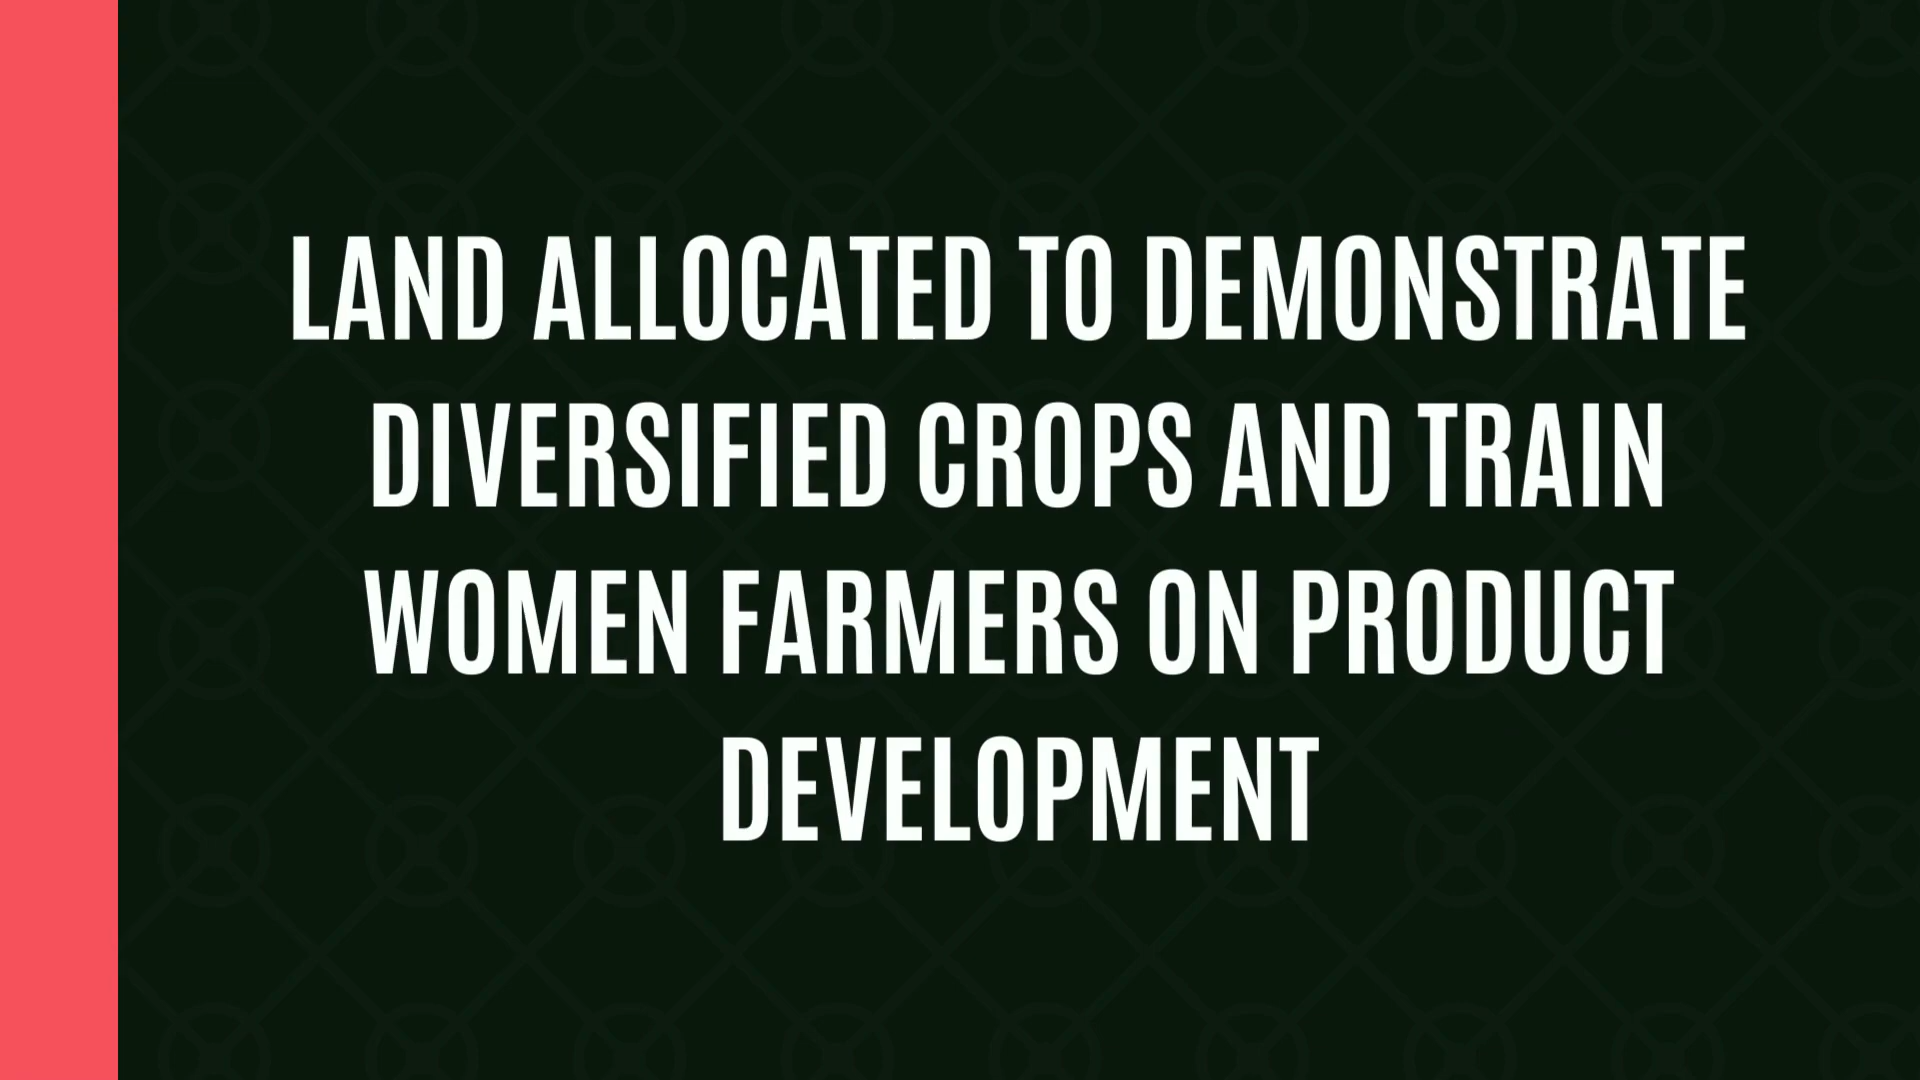 LAND ALLOCATED TO DEMONSTRATE
DIVERSIFIED CROPS AND TRAIN
WOMEN FARMERS ON PRODUCT
DEVELOPMENT